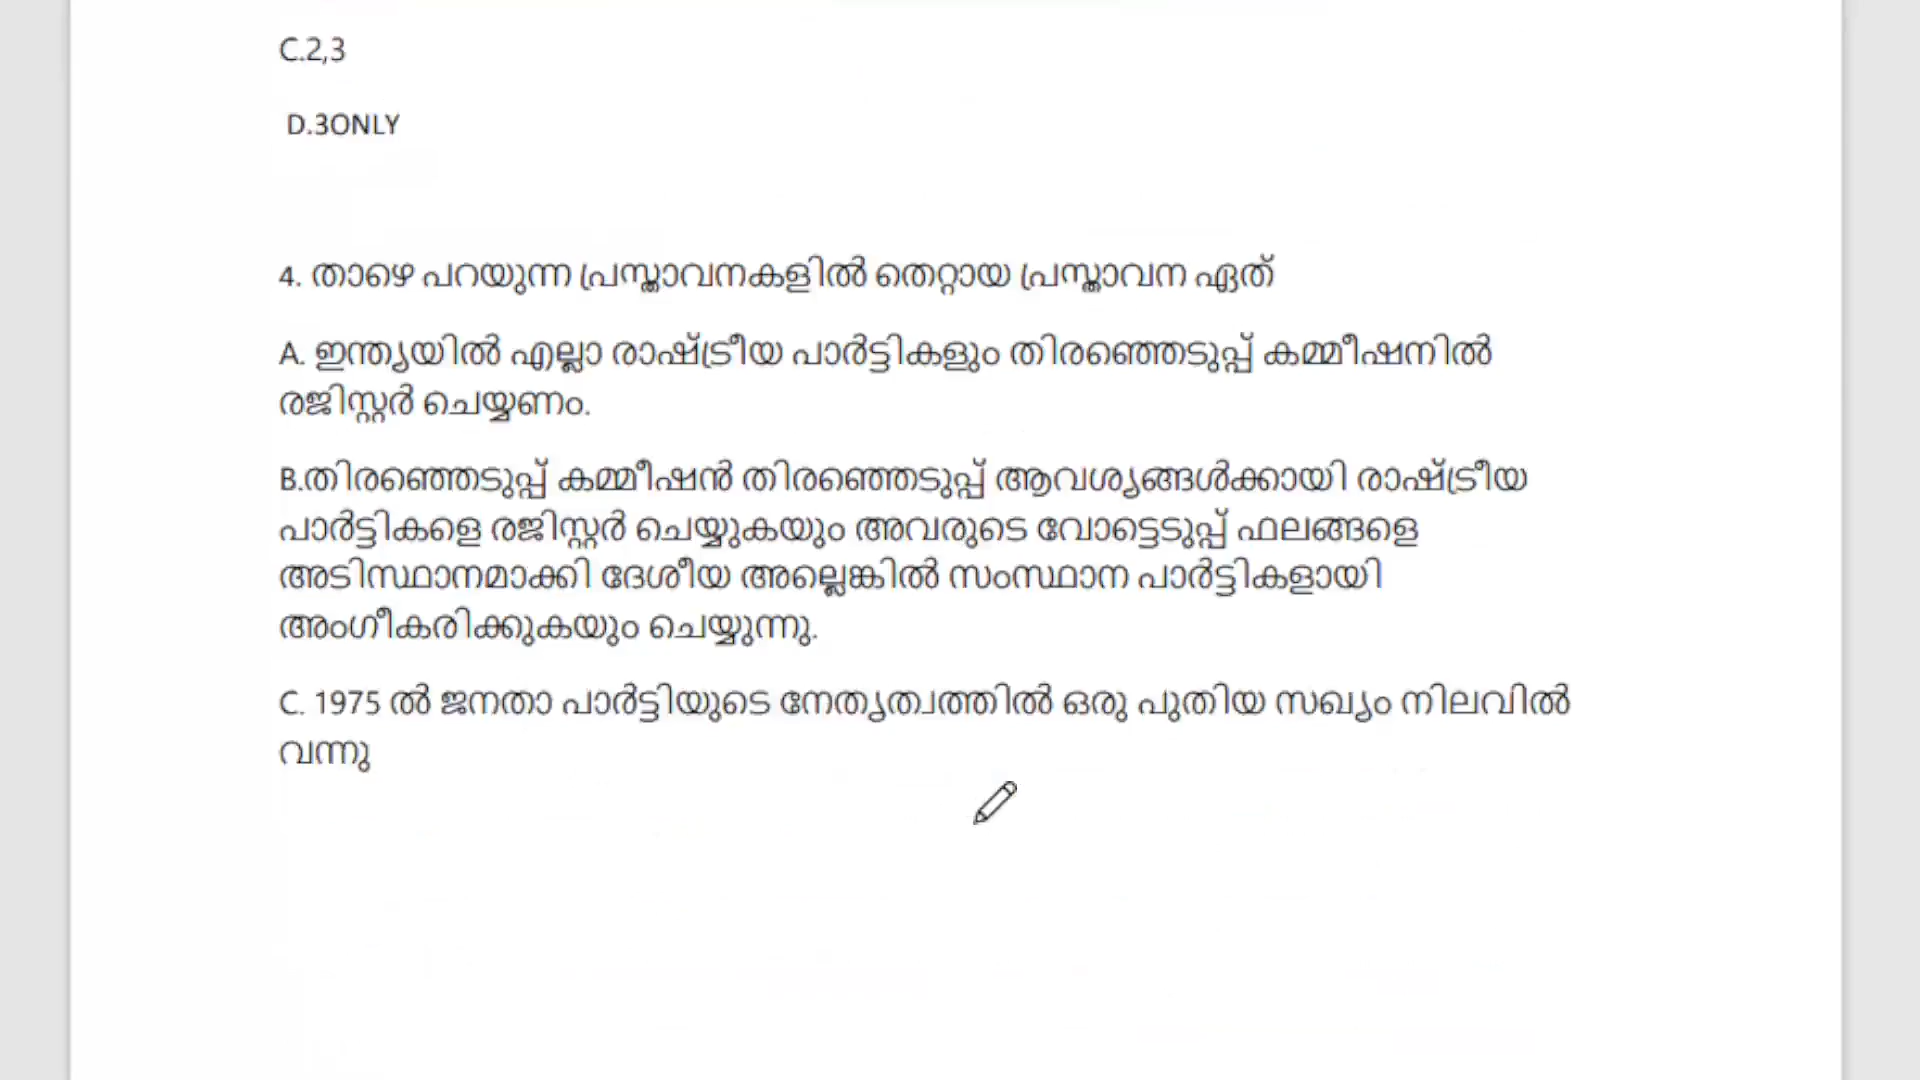 C.2,3
D.3ONLY
4. താഴെ പറയുന്ന പ്രസ്താവനകളിൽ തെറ്റായ പ്രസ്താവന ഏത്
A. ഇന്ത്യയിൽ എല്ലാ രാഷ്ട്രീയ പാർട്ടികളും തിരഞ്ഞെടുപ്പ് കമ്മീഷനിൽ
രജിസ്റ്റർ ചെയ്യണം.
B.തിരഞ്ഞെടുപ്പ് കമ്മീഷൻ തിരഞ്ഞെടുപ്പ് ആവശ്യങ്ങൾക്കായി രാഷ്ട്രീയ
പാർട്ടികളെ രജിസ്റ്റർ ചെയ്യുകയും അവരുടെ വോട്ടെടുപ്പ് ഫലങ്ങളെ
അടിസ്ഥാനമാക്കി ദേശീയ അല്ലെങ്കിൽ സംസ്ഥാന പാർട്ടികളായി
അംഗീകരിക്കുകയും ചെയ്യുന്നു.
C. 1975 ൽ ജനതാ പാർട്ടിയുടെ നേതൃത്വത്തിൽ ഒരു പുതിയ സഖ്യം നിലവിൽ
വന്നു